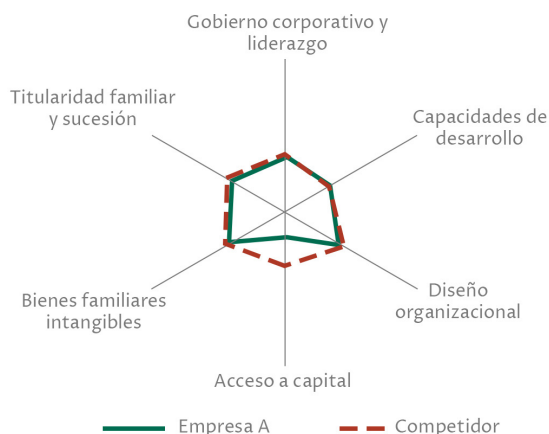 Gobierno corporativo y
liderazgo
Titularidad familiar
y sucesión
Capacidades de
desarrollo
Bienes familiares
intangibles
Diseño
organizacional
Acceso a capital
Empresa A
Competidor